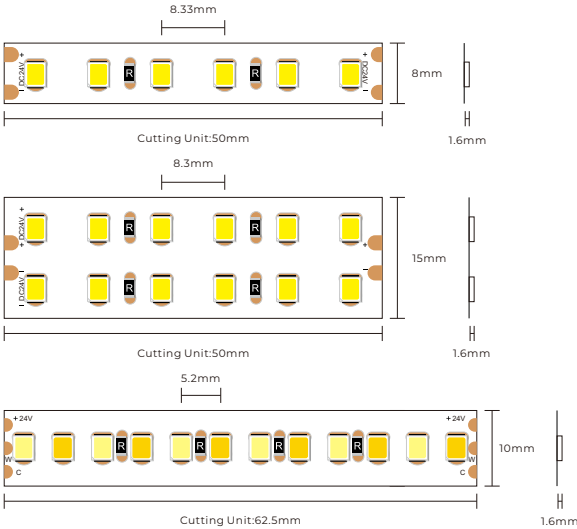 8.33mm
+ +
DC24V R R DC24V
- -
8mm
Cutting Unit:50mm
1.6mm
8.3mm
+
DC24V R R
+ +
15mm
- -
DC24V R R
-
Cutting Unit:50mm
1.6mm
5.2mm
+24V +24V
R R R R
10mm
W W
C C
Cutting Unit:62.5mm
1.6mm